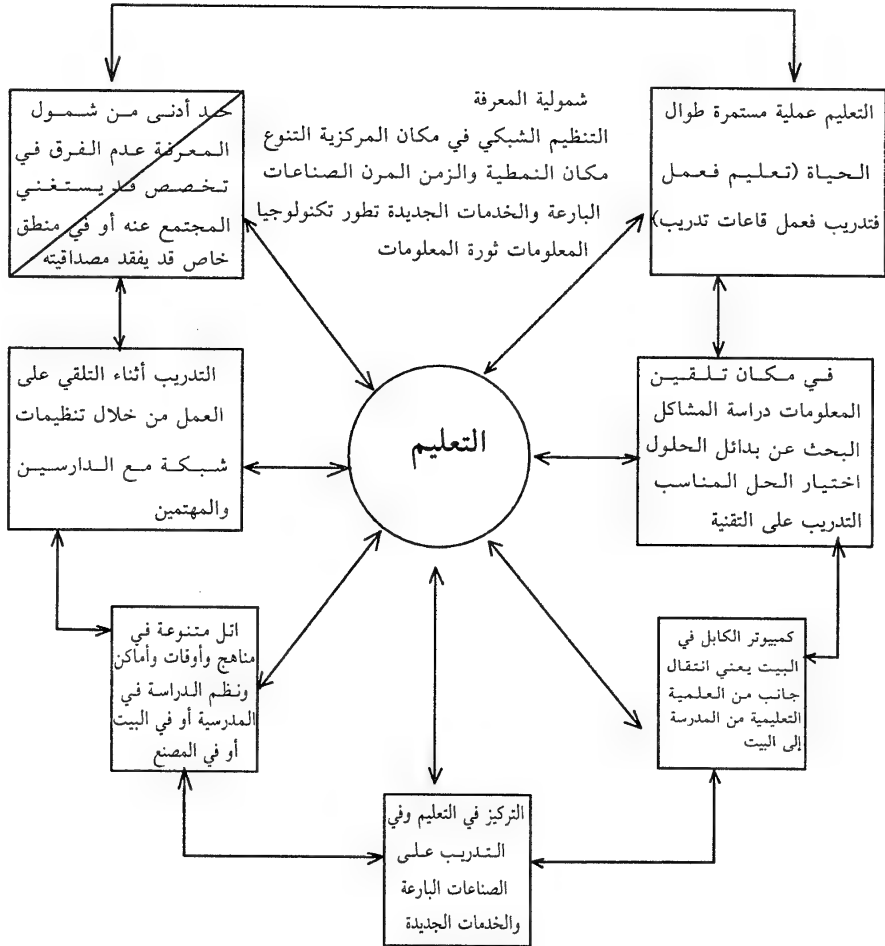 شمولية المعرفة
التنظيم الشبكي في مكان المركزية التنوع
مكان النمطية والزمن المرن الصناعات
البارعة والخدمات الجديدة تطور تكنولوجيا
المعلومات ثورة المعلومات
التعليم عملية مستمرة طوال
الحياة (تعليم فعمل
فتدريب فعمل قاعات تدريب)
حد أدنى من شمول
المعرفة عدم الفرق في
تخصص قد يستغني
المجتمع عنه أو في منطق
خاص قد يفقد مصداقيته
في مكان تلقين
المعلومات دراسة المشاكل
البحث عن بدائل الحلول
اختيار الحل المناسب
التدريب على التقنية
التعليم
التدريب أثناء التلقي على
العمل من خلال تنظيمات
شبكة مع الدارسين
والمهتمين
كمبيوتر الكابل في
البيت يعني انتقال
جانب من العلمية
التعليمية من المدرسة
إلى البيت
اتل متنوعة في
مناهج وأوقات وأماكن
ونظم الدراسة في
المدرسية أو في البيت
أو في المصنع
التركيز في التعليم وفي
التدريب على
الصناعات البارعة
والخدمات الجديدة